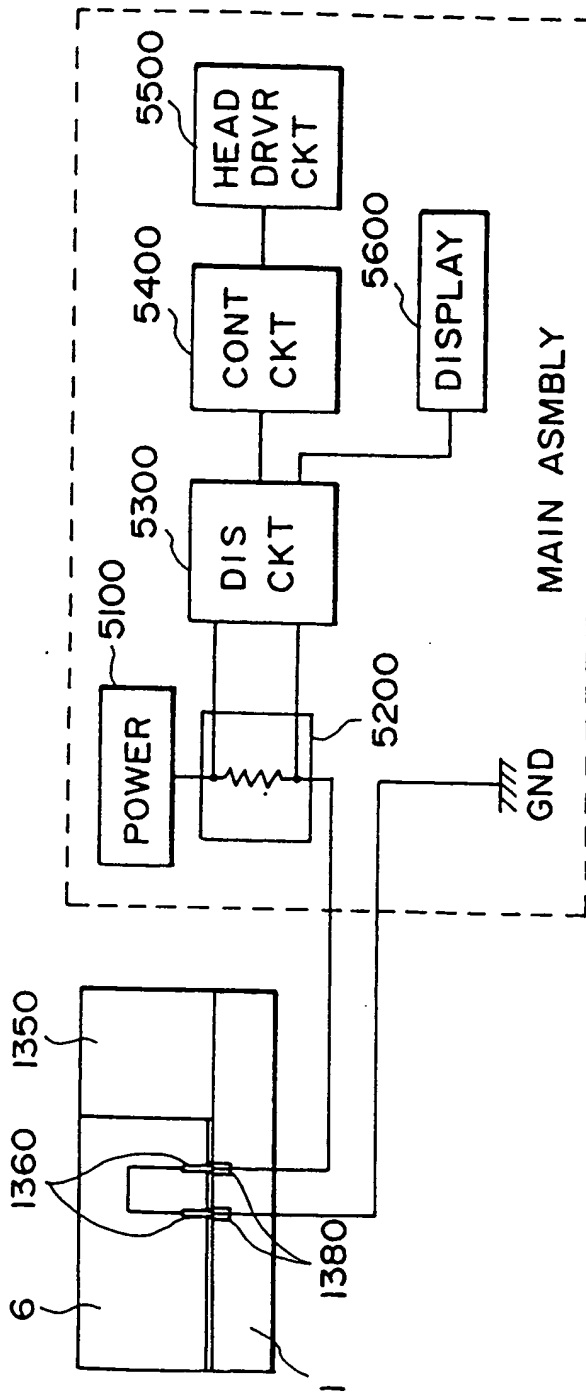 6
1360
1350
1380
1
POWER
5100
5200
DIS
CKT
5300
CONT
CKT
5400
HEAD
DRVR
CKT
5500
DISPLAY
5600
GND
MAIN ASMBLY